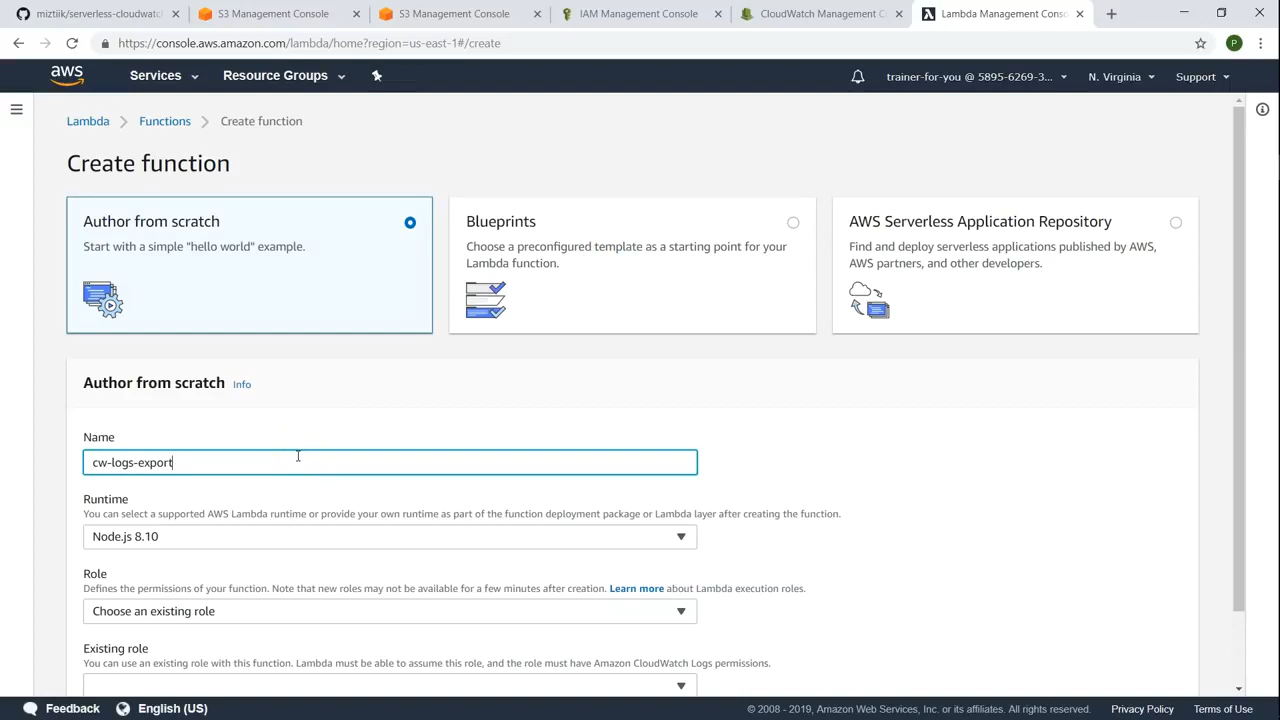 miztiik/serverless-cloudwatch
S3 Management Console
S3 Management Console
IAM Management Console
CloudWatch Management C
Lambda Management Conso
https://console.aws.amazon.com/lambda/home?region=us-east-1#/create
P
aws
Services
Resource Groups
trainer-for-you @ 5895-6269-3...
N. Virginia
Support
Lambda
Functions
Create function
Create function
Author from scratch
Start with a simple "hello world" example.
Blueprints
Choose a preconfigured template as a starting point for your
Lambda function.
AWS Serverless Application Repository
Find and deploy serverless applications published by AWS,
AWS partners, and other developers.
Author from scratch Info
Name
cw-logs-export
Runtime
You can select a supported AWS Lambda runtime or provide your own runtime as part of the function deployment package or Lambda layer after creating the function.
Node.js 8.10
Role
Defines the permissions of your function. Note that new roles may not be available for a few minutes after creation. Learn more about Lambda execution roles.
Choose an existing role
Existing role
You can use an existing role with this function. Lambda must be able to assume this role, and the role must have Amazon CloudWatch Logs permissions.
Feedback
English (US)
© 2008 - 2019, Amazon Web Services, Inc. or its affiliates. All rights reserved.
Privacy Policy
Terms of Use